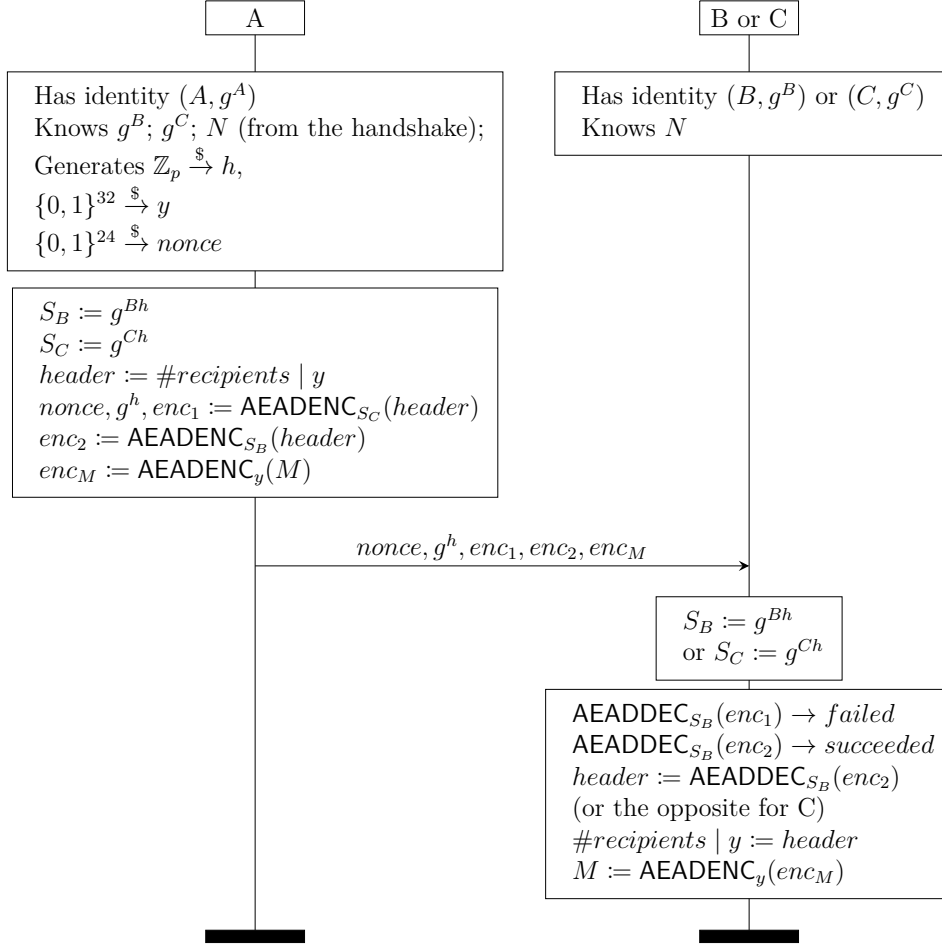 A
B or C
Has identity (A, g^A)
Knows g^B; g^C; N (from the handshake);
Generates ℤ_p →^$ h,
{0, 1}^32 →^$ y
{0, 1}^24 →^$ nonce
Has identity (B, g^B) or (C, g^C)
Knows N
S_B := g^{Bh}
S_C := g^{Ch}
header := #recipients | y
nonce, g^h, enc_1 := AEADENC_{S_C}(header)
enc_2 := AEADENC_{S_B}(header)
enc_M := AEADENC_y(M)
nonce, g^h, enc_1, enc_2, enc_M
S_B := g^{Bh}
or S_C := g^{Ch}
AEADDEC_{S_B}(enc_1) → failed
AEADDEC_{S_B}(enc_2) → succeeded
header := AEADDEC_{S_B}(enc_2)
(or the opposite for C)
#recipients | y := header
M := AEADENC_y(enc_M)